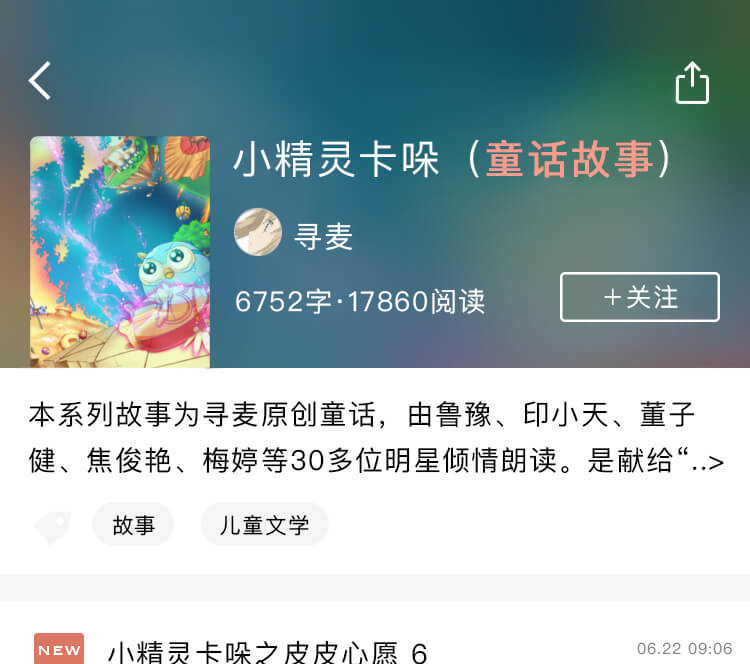 小精灵卡哚（童话故事）
寻麦
6752字·17860阅读
＋关注
本系列故事为寻麦原创童话，由鲁豫、印小天、董子
健、焦俊艳、梅婷等30多位明星倾情朗读。是献给“..>
故事
儿童文学
NEW
小精灵卡哚之皮皮心愿 6
06.22 09:06